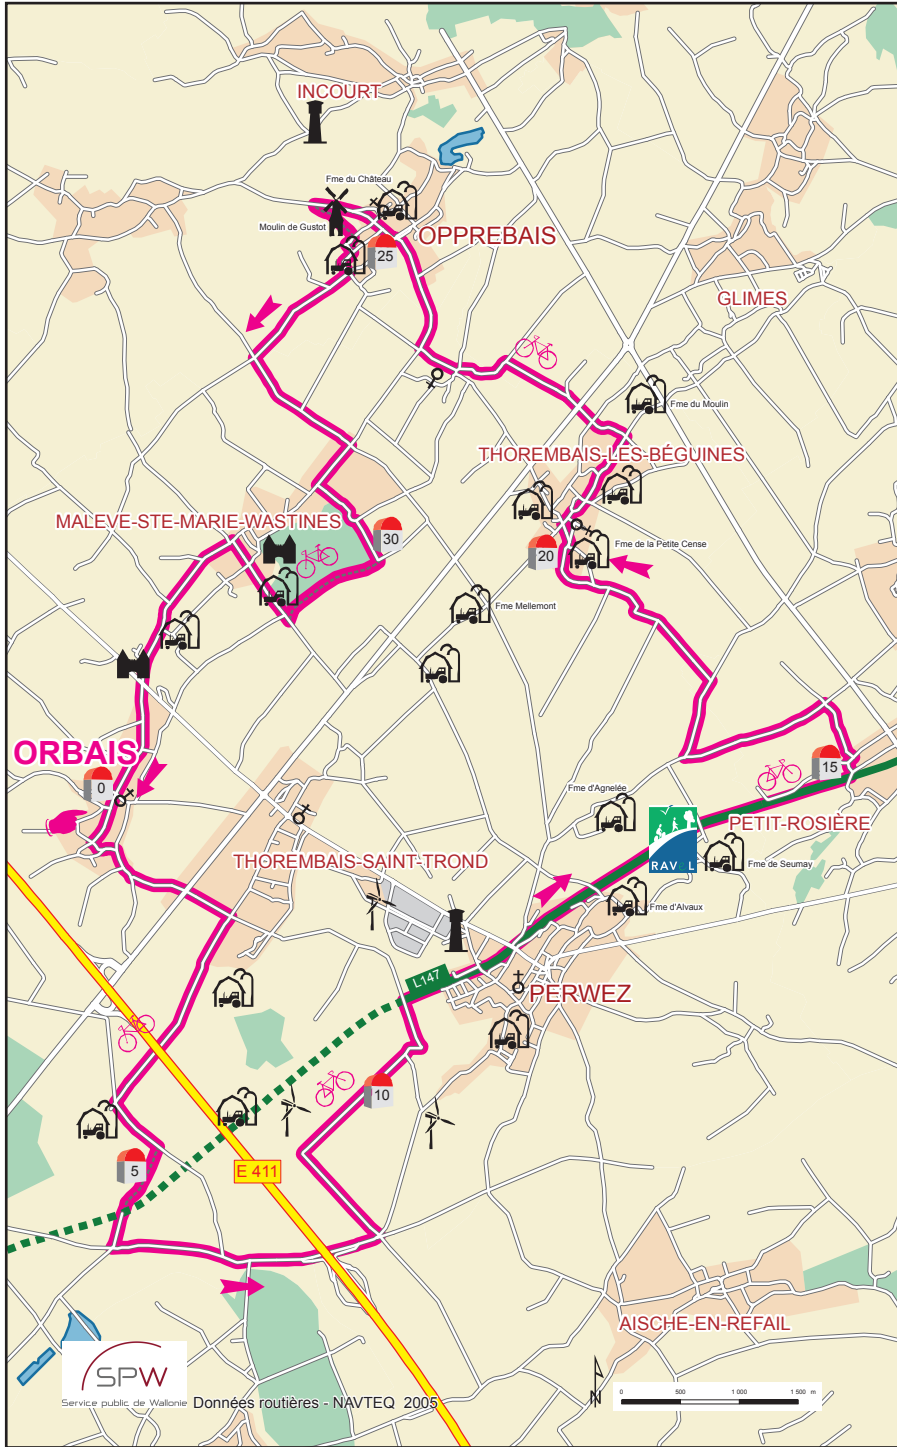 INCOURT
Fme du Château
Moulin de Gustot
OPPREBAIS
25
GLIMES
Fme du Moulin
THOREMBAIS-LES-BÉGUINES
MALEVE-STE-MARIE-WASTINES
30
20
Fme de la Petite Cense
Fme Mellemont
ORBAIS
0
15
Fme d'Agnelée
PETIT-ROSIÈRE
RAVeL
Fme de Seumay
THOREMBAIS-SAINT-TROND
Fme d'Alvaux
L147
PERWEZ
10
5
E 411
AISCHE-EN-REFAIL
SPW
Service public de Wallonie
Données routières - NAVTEQ 2005
N
0 500 1 000 1 500 m